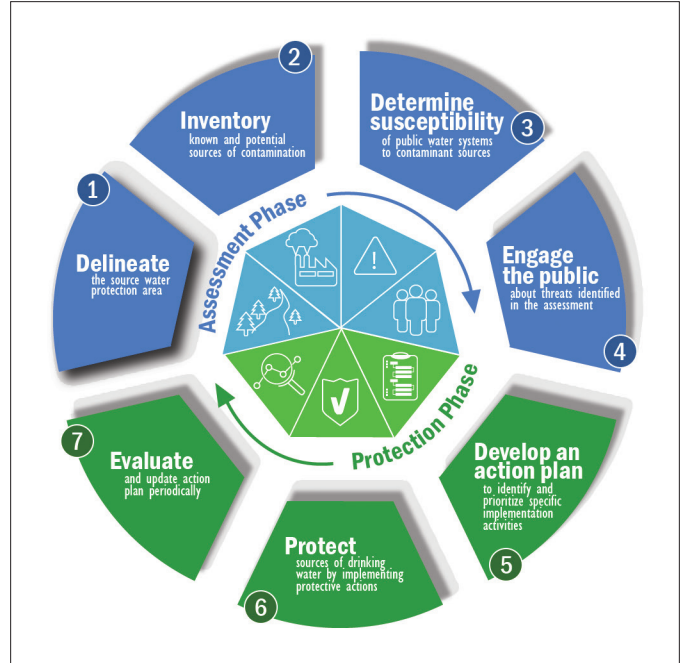 1
Delineate
the source water
protection area
2
Inventory
known and potential
sources of contamination
3
Determine
susceptibility
of public water systems
to contaminant sources
4
Engage
the public
about threats identified
in the assessment
5
Develop an
action plan
to identify and
prioritize specific
implementation
activities
6
Protect
sources of drinking
water by implementing
protective actions
7
Evaluate
and update action
plan periodically
Assessment Phase
Protection Phase
!